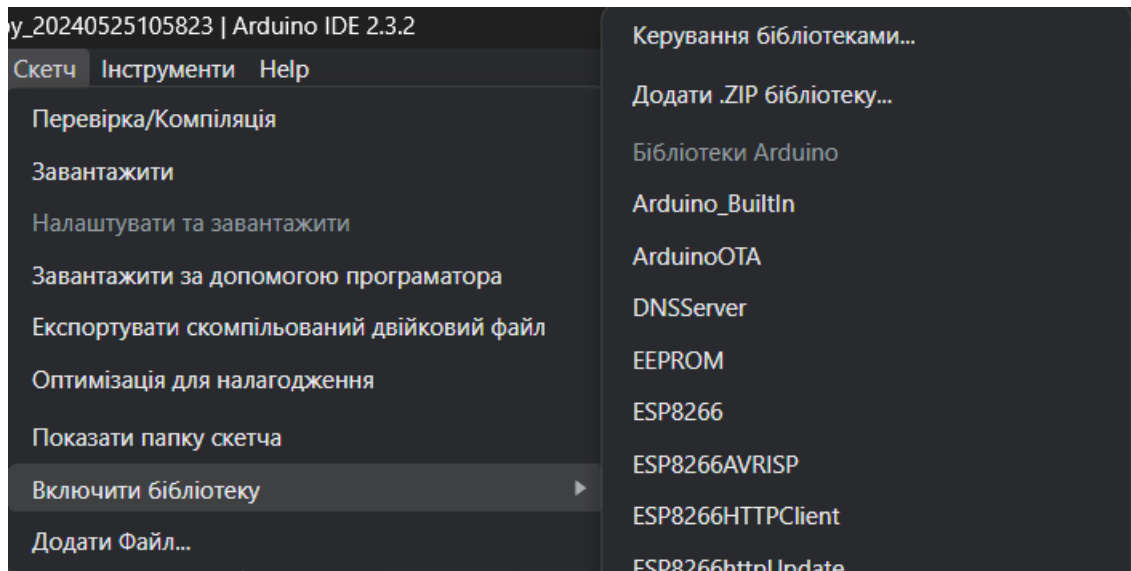 py_20240525105823 | Arduino IDE 2.3.2
Скетч Інструменти Help
Перевірка/Компіляція
Завантажити
Налаштувати та завантажити
Завантажити за допомогою програматора
Експортувати скомпільований двійковий файл
Оптимізація для налагодження
Показати папку скетча
Включити бібліотеку
Додати Файл...
Керування бібліотеками...
Додати .ZIP бібліотеку...
Бібліотеки Arduino
Arduino_BuiltIn
ArduinoOTA
DNSServer
EEPROM
ESP8266
ESP8266AVRISP
ESP8266HTTPClient
ESP8266httpUpdate